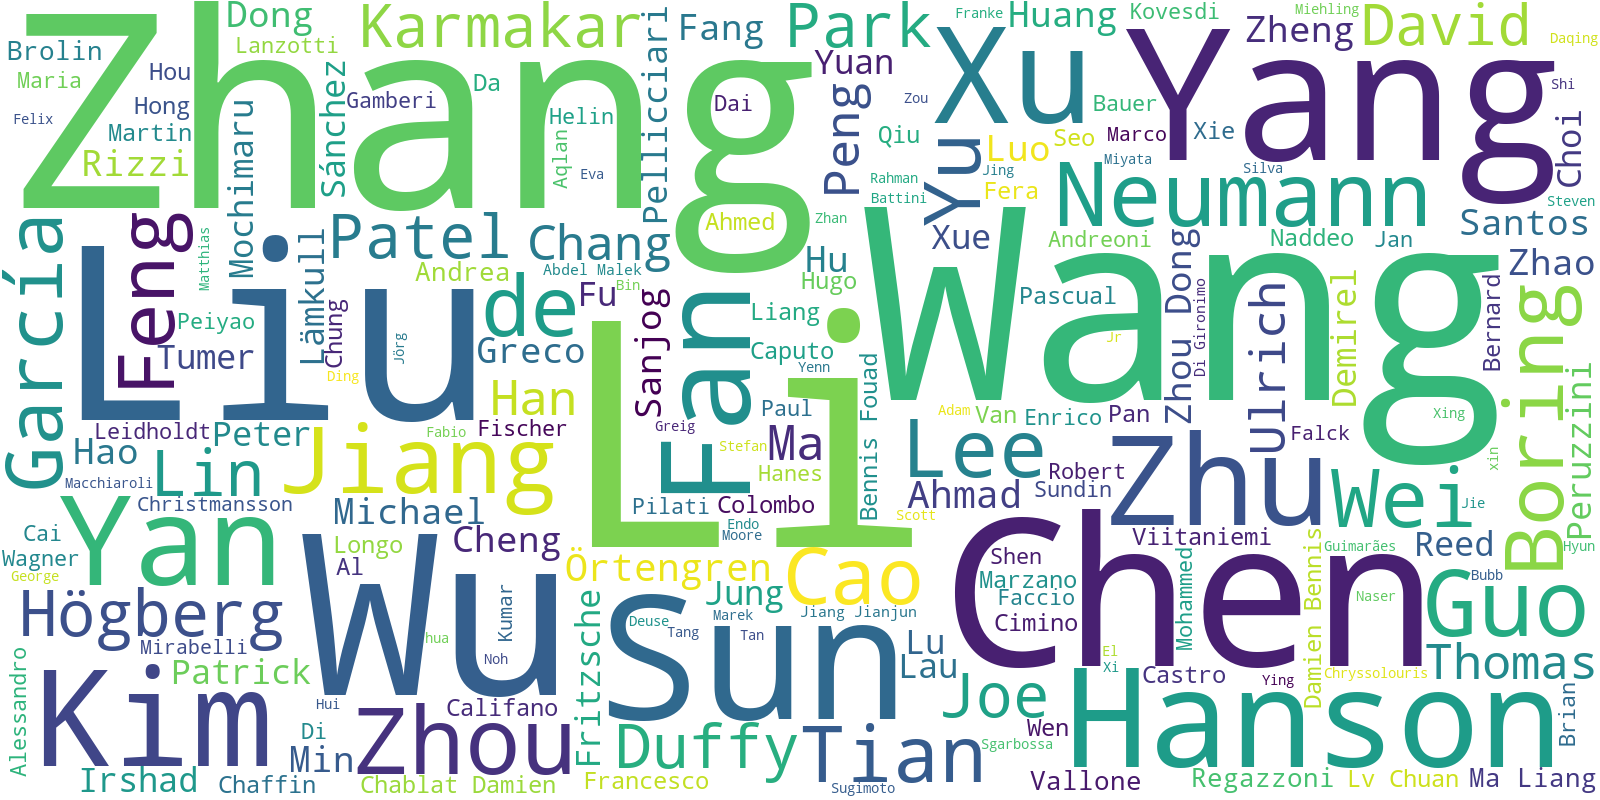 Zhang
Dong
Karmakar
Fang
Park
Franke
Huang
Kovesdi
Miehling
Zheng
David
Daqing
Brolin
Lanzotti
Maria
Hou
Da
Yuan
Xu
Yang
Shi
Felix
Hong
Gamberi
Helin
Dai
Zou
Bauer
Martin
Rizzi
Mochimaru
Sánchez
Aqlan
Eva
Pellicciari
Peng
Qiu
Luo
Seo
Marco
Xie
Choi
Rahman
Battini
Yu
Jing
Miyata
Fera
Silva
Steven
Neumann
Santos
García
Feng
Matthias
Patel
Chang
Ahmed
Zhan
Wang
Xue
Andreoni
Naddeo
Jan
Zhao
Liu
Lämkull
Andrea
Abdel Malek
Bin
Hu
Hugo
Pascual
Zhou Dong
Di Gironimo
Ulrich
Demirel
Bernard
Boring
Peruzzini
Peiyao
Tumer
Chung
Jörg
Ding
de
Greco
Fu
Sanjog
Fan
Liang
Caputo
Yenn
Bennis Fouad
Jr
Li
Leidholdt
Peter
Fabio
Han
Fischer
Greig
Stefan
Paul
Ma
Adam
Van
Enrico
Pan
Falck
Xing
xin
Hao
Macchiaroli
Lin
Jiang
Hanes
Lee
Robert
Sundin
Zhu
Wei
Jie
Christmansson
Michael
Pilati
Colombo
Ahmad
Scott
Cai
Yan
Longo
Cheng
Endo
Moore
Viitaniemi
Guimarães
Reed
Hyun
Wagner
George
Al
Wu
Örtengren
Cao
Shen
Chen
Marzano
Faccio
Mohammed
Damien Bennis
Naser
Bubb
Guo
Högberg
Mirabelli
hua
Kumar
Fritzsche
Jung
Deuse
Marek
Jiang Jianjun
Tang
Tan
Sun
Cimino
Alessandro
Patrick
Noh
Lu
Lau
El
Xi
Castro
Ying
Chryssolouris
Thomas
Kim
Hui
Califano
Joe
Hanson
Brian
Di
Min
Zhou
Duffy
Tian
Wen
Sgarbossa
Irshad
Chaffin
Chablat Damien
Francesco
Sugimoto
Vallone
Regazzoni
Lv Chuan
Ma Liang